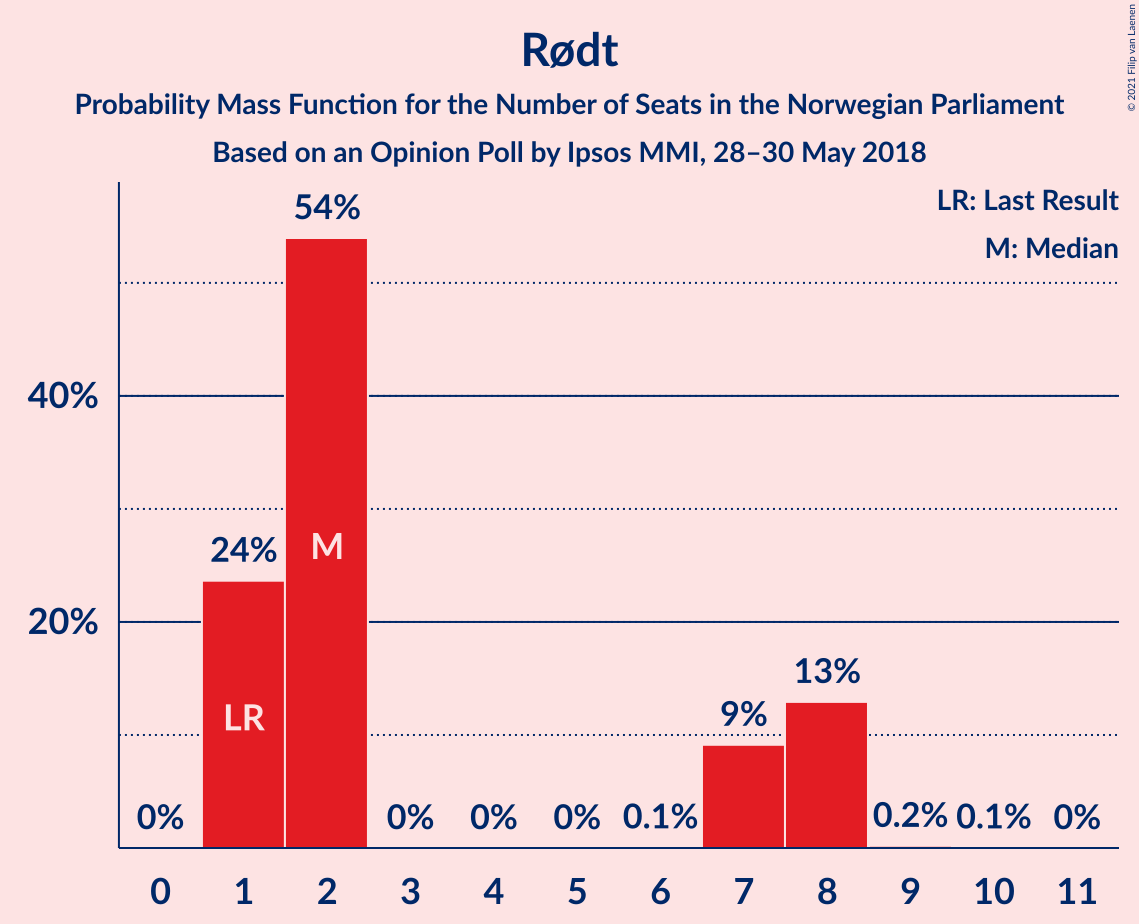 Rødt
Probability Mass Function for the Number of Seats in the Norwegian Parliament
Based on an Opinion Poll by Ipsos MMI, 28–30 May 2018
© 2021 Filip van Laenen
LR: Last Result
M: Median
40%
20%
0%
24%
54%
0%
0%
0%
0.1%
9%
13%
0.2%
0.1%
0%
LR
M
0 1 2 3 4 5 6 7 8 9 10 11